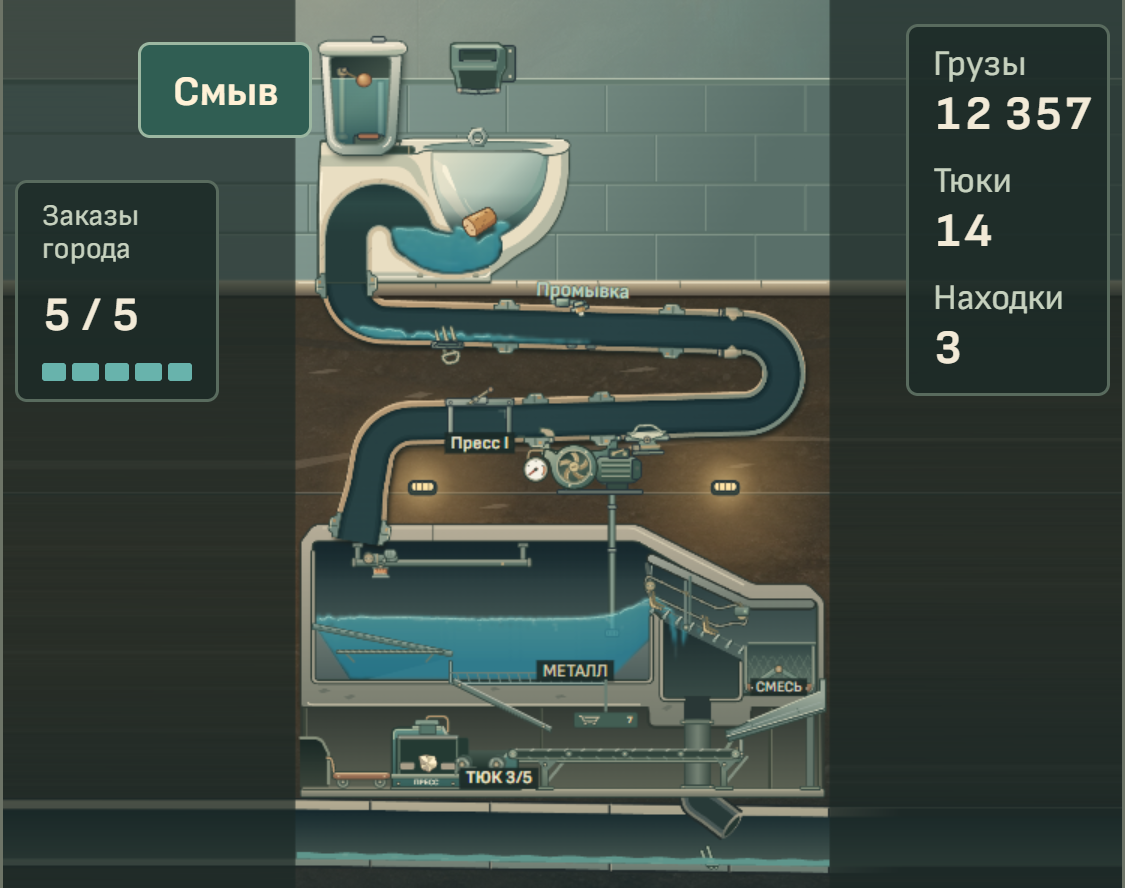 Смыв
Заказы
города
5 / 5
Грузы
12 357
Тюки
14
Находки
3
Промывка
Пресс I
МЕТАЛЛ
СМЕСЬ
7
ПРЕСС
ТЮК 3/5